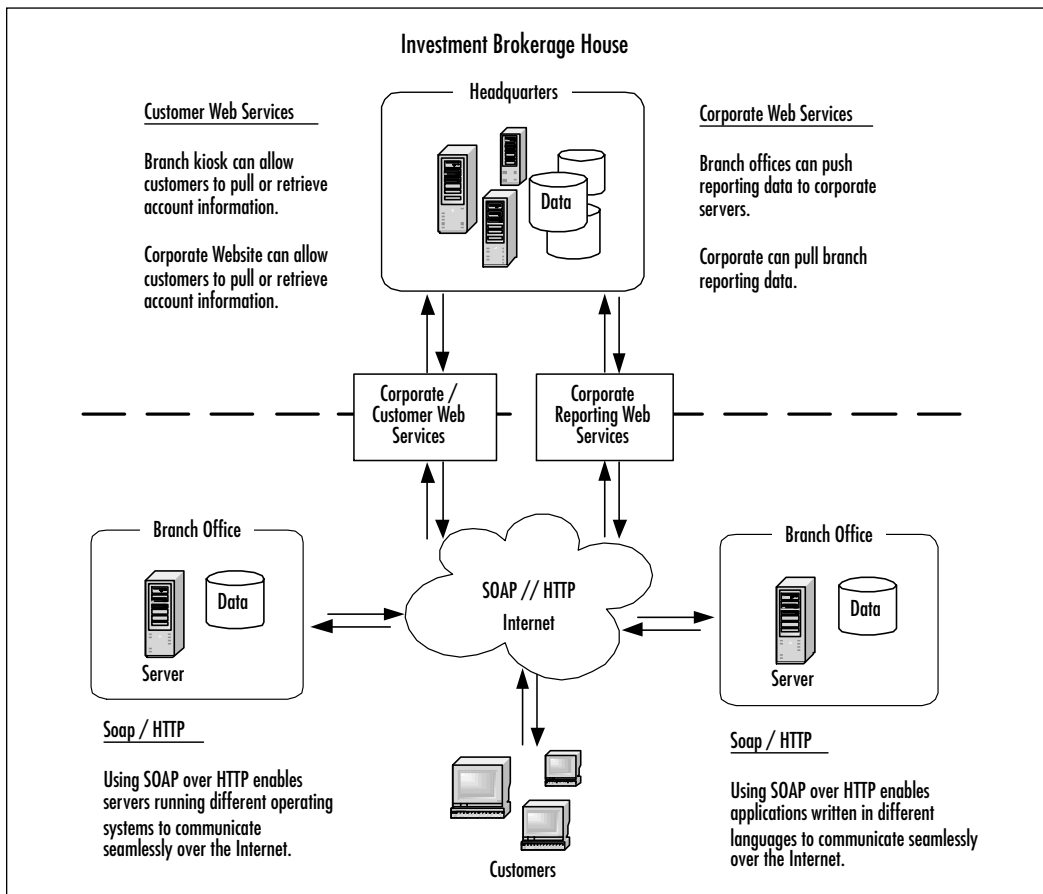 Investment Brokerage House
Headquarters
Data
Customer Web Services
Branch kiosk can allow
customers to pull or retrieve
account information.
Corporate Website can allow
customers to pull or retrieve
account information.
Corporate Web Services
Branch offices can push
reporting data to corporate
servers.
Corporate can pull branch
reporting data.
Corporate /
Customer Web
Services
Corporate
Reporting Web
Services
Branch Office
Data
Server
SOAP // HTTP
Internet
Branch Office
Data
Server
Soap / HTTP
Using SOAP over HTTP enables
servers running different operating
systems to communicate
seamlessly over the Internet.
Customers
Soap / HTTP
Using SOAP over HTTP enables
applications written in different
languages to communicate seamlessly
over the Internet.